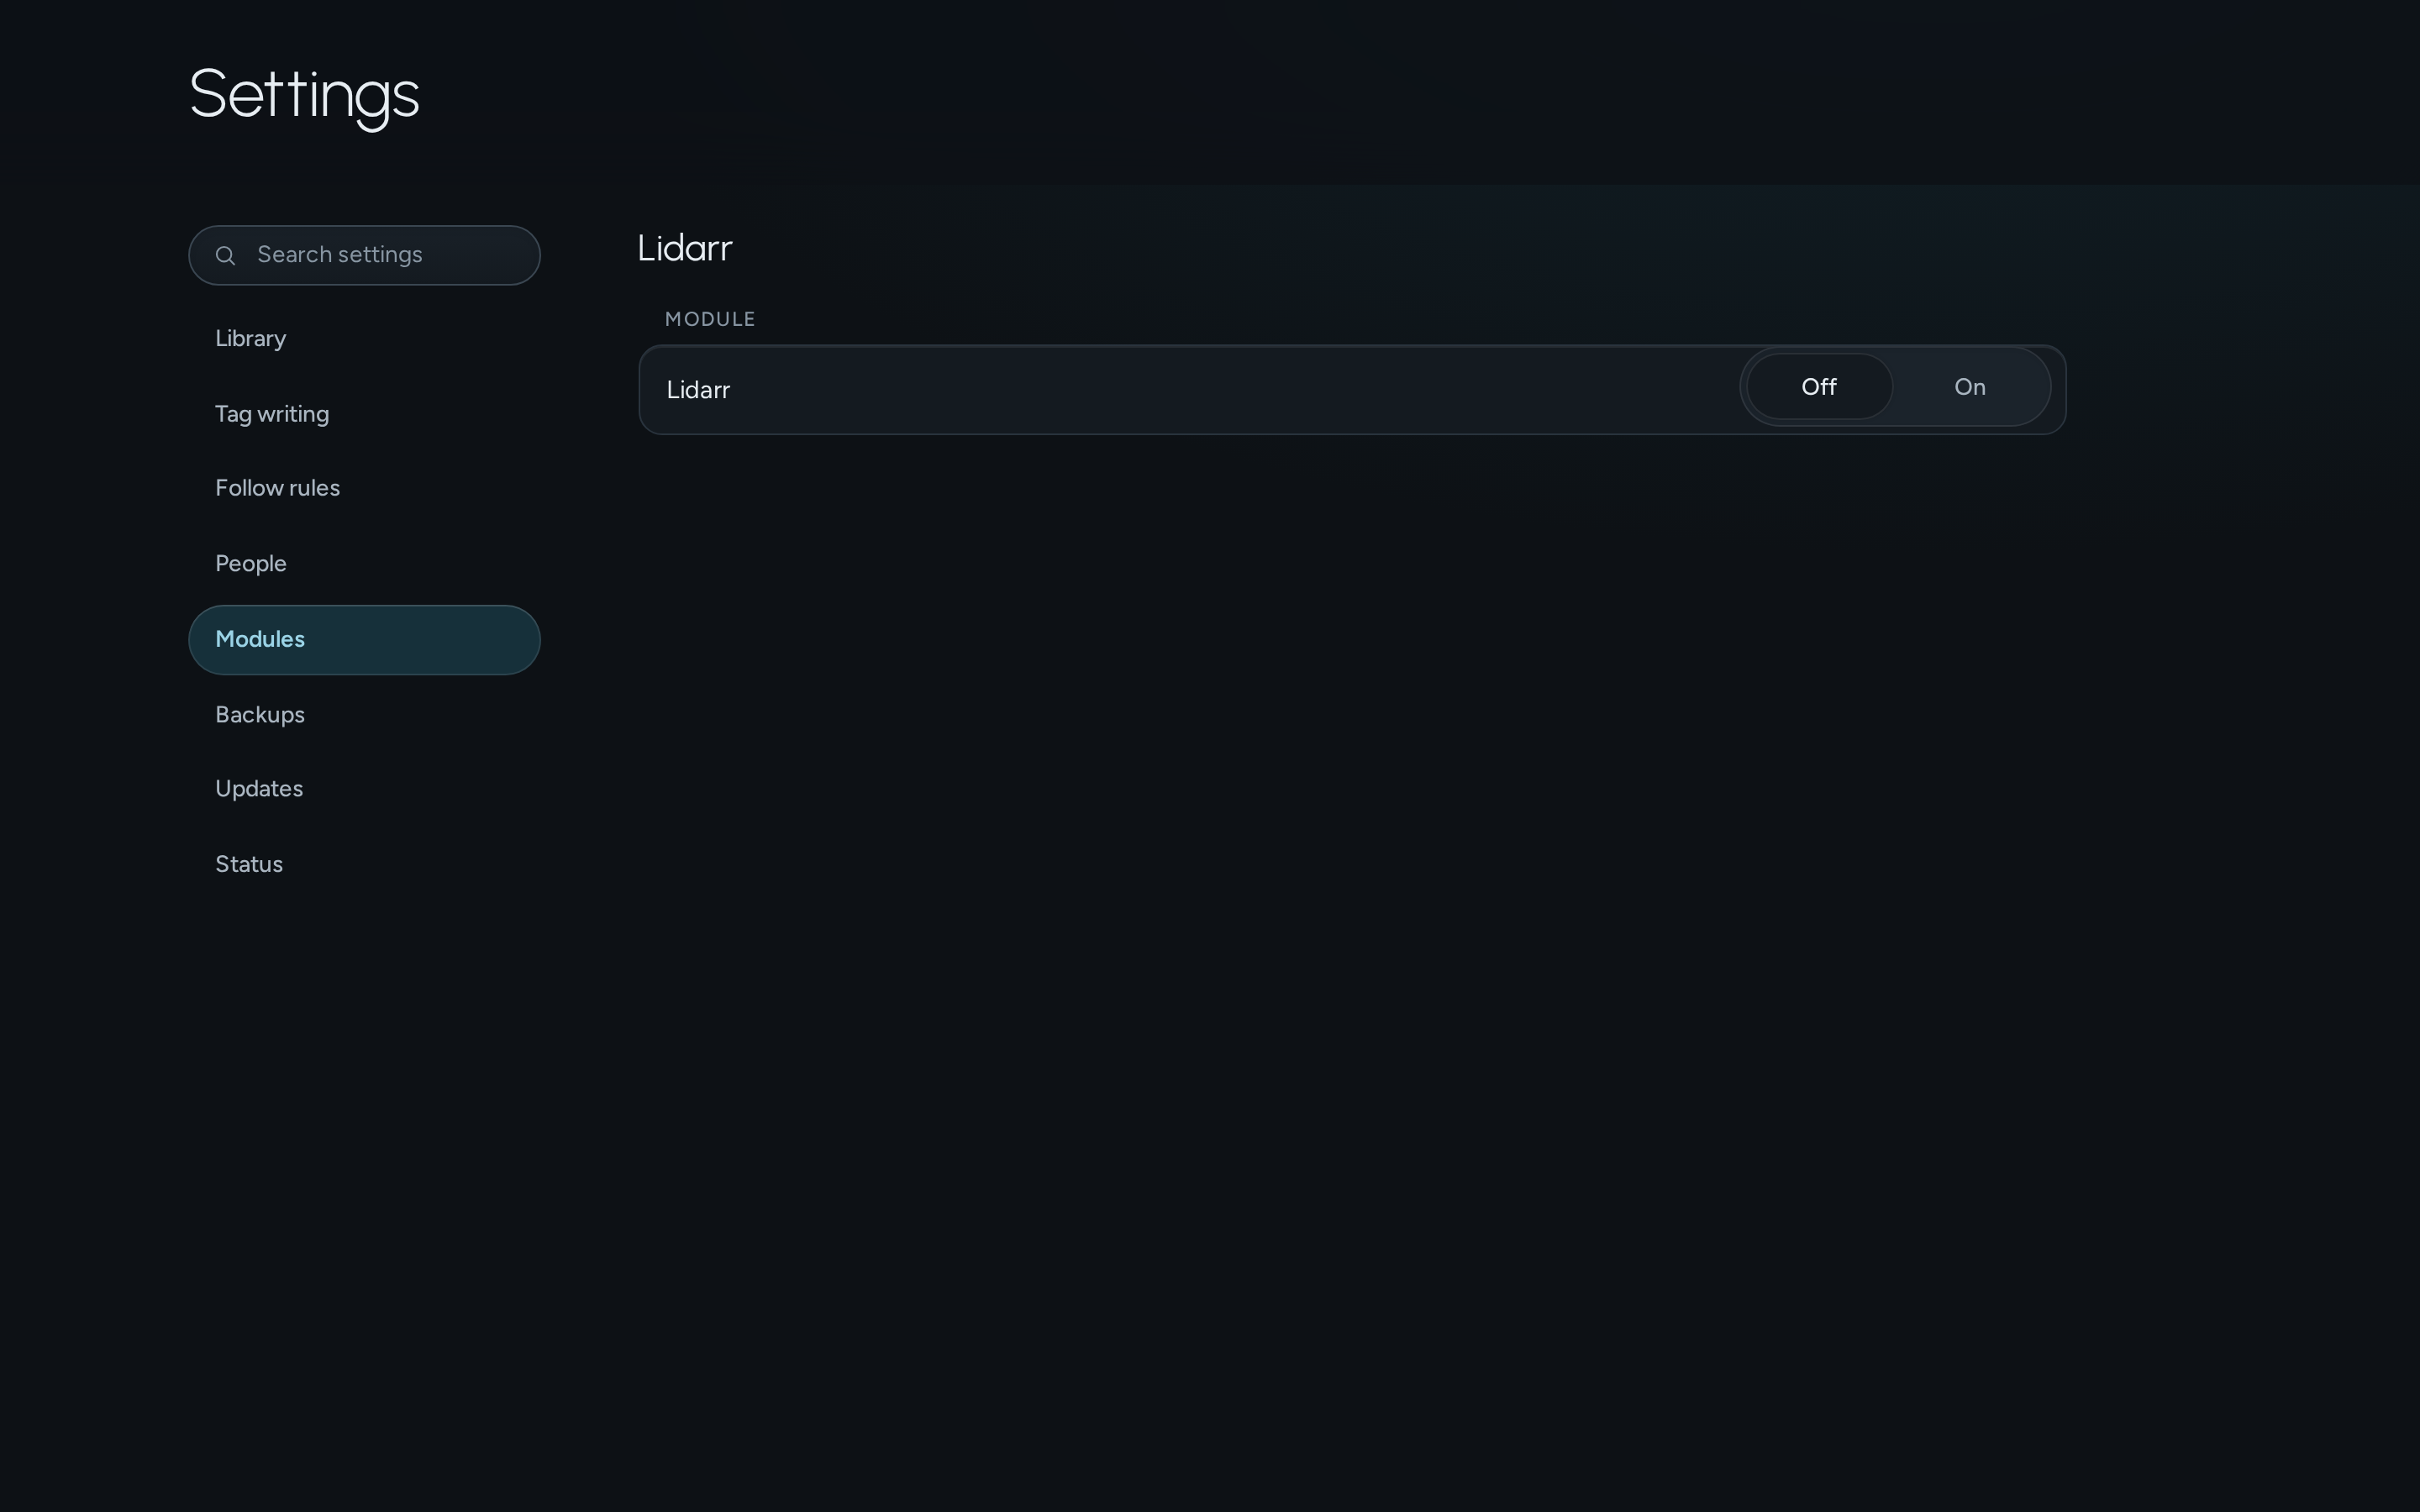 Settings
Search settings
Library
Tag writing
Follow rules
People
Modules
Backups
Updates
Status
Lidarr
MODULE
Lidarr
Off
On